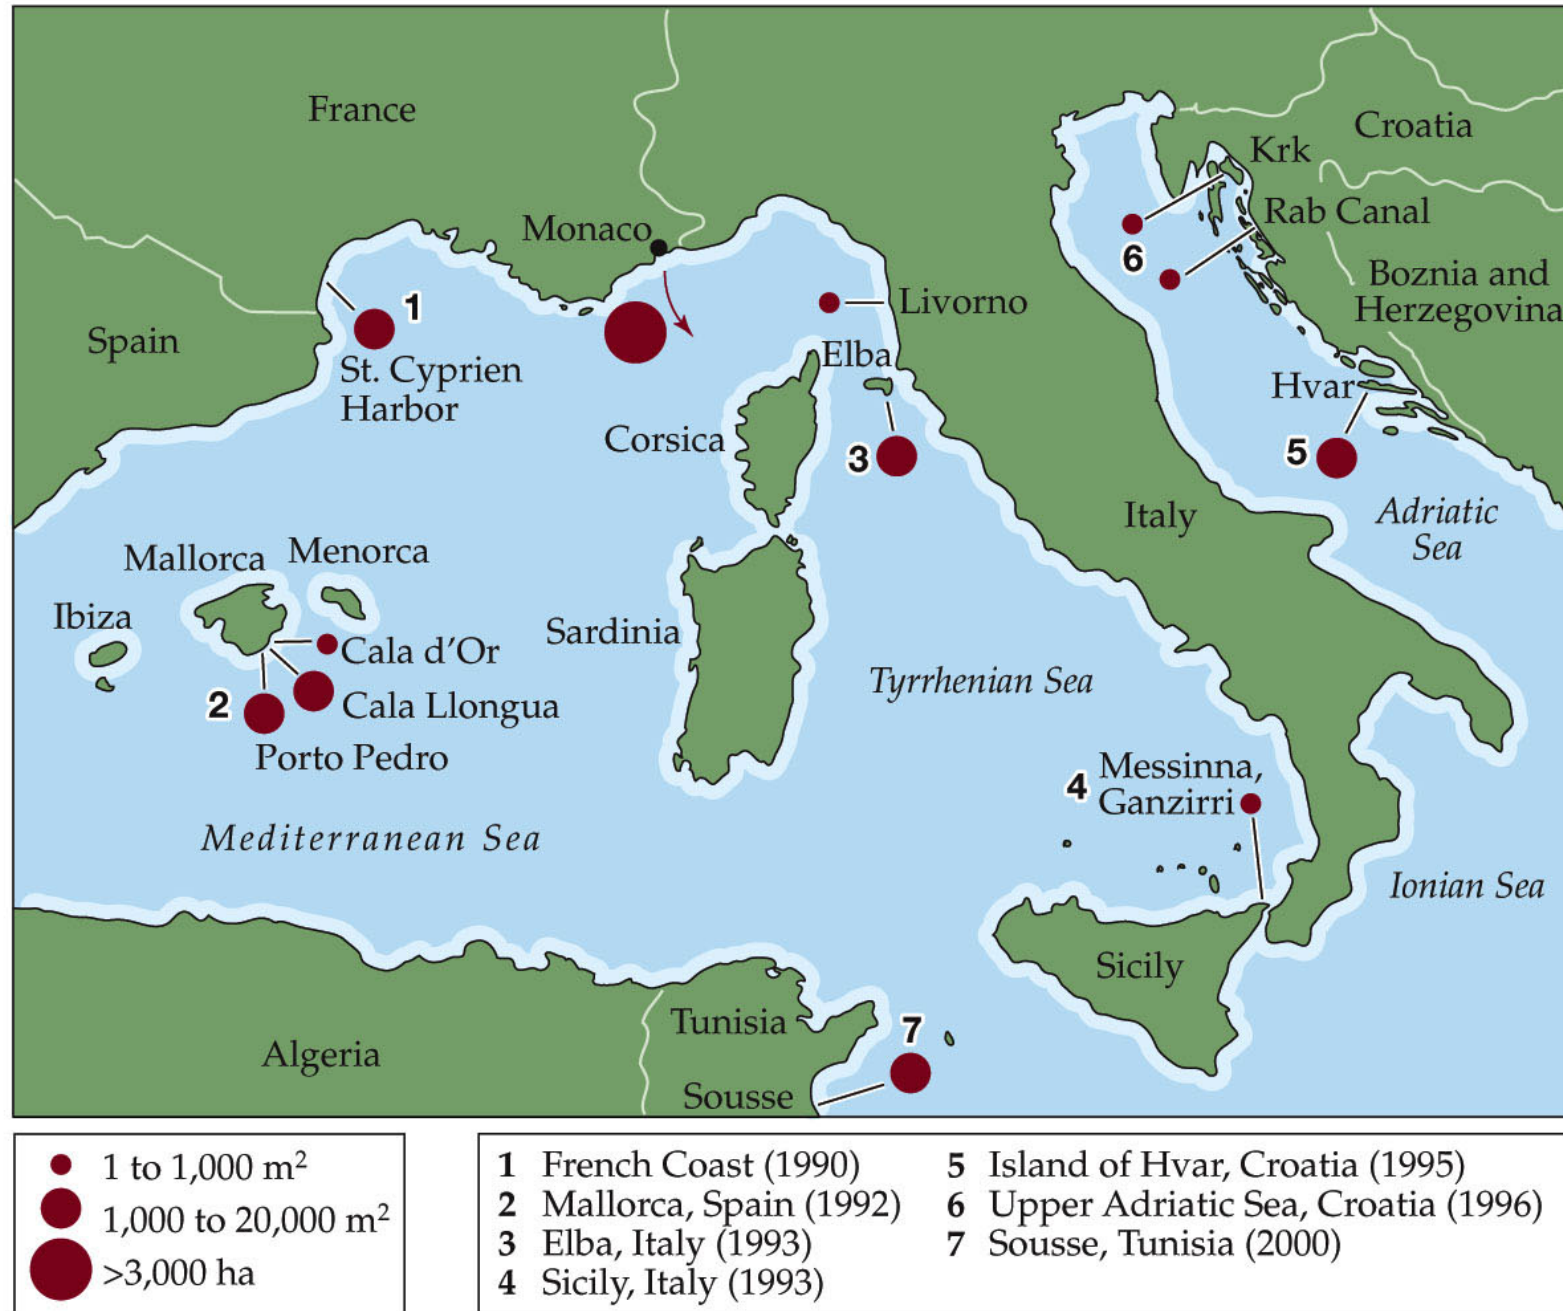 France
Croatia
Krk
Rab Canal
Monaco
6
Boznia and
Herzegovina
1
Livorno
Spain
St. Cyprien
Harbor
Elba
Hvar
Corsica
3
5
Italy
Adriatic
Sea
Mallorca
Menorca
Ibiza
Sardinia
Cala d'Or
Tyrrhenian Sea
2
Cala Llongua
Porto Pedro
4
Messinna,
Ganzirri
Mediterranean Sea
Ionian Sea
Sicily
Tunisia
7
Algeria
Sousse
1 to 1,000 m²
1,000 to 20,000 m²
>3,000 ha
1 French Coast (1990)
2 Mallorca, Spain (1992)
3 Elba, Italy (1993)
4 Sicily, Italy (1993)
5 Island of Hvar, Croatia (1995)
6 Upper Adriatic Sea, Croatia (1996)
7 Sousse, Tunisia (2000)